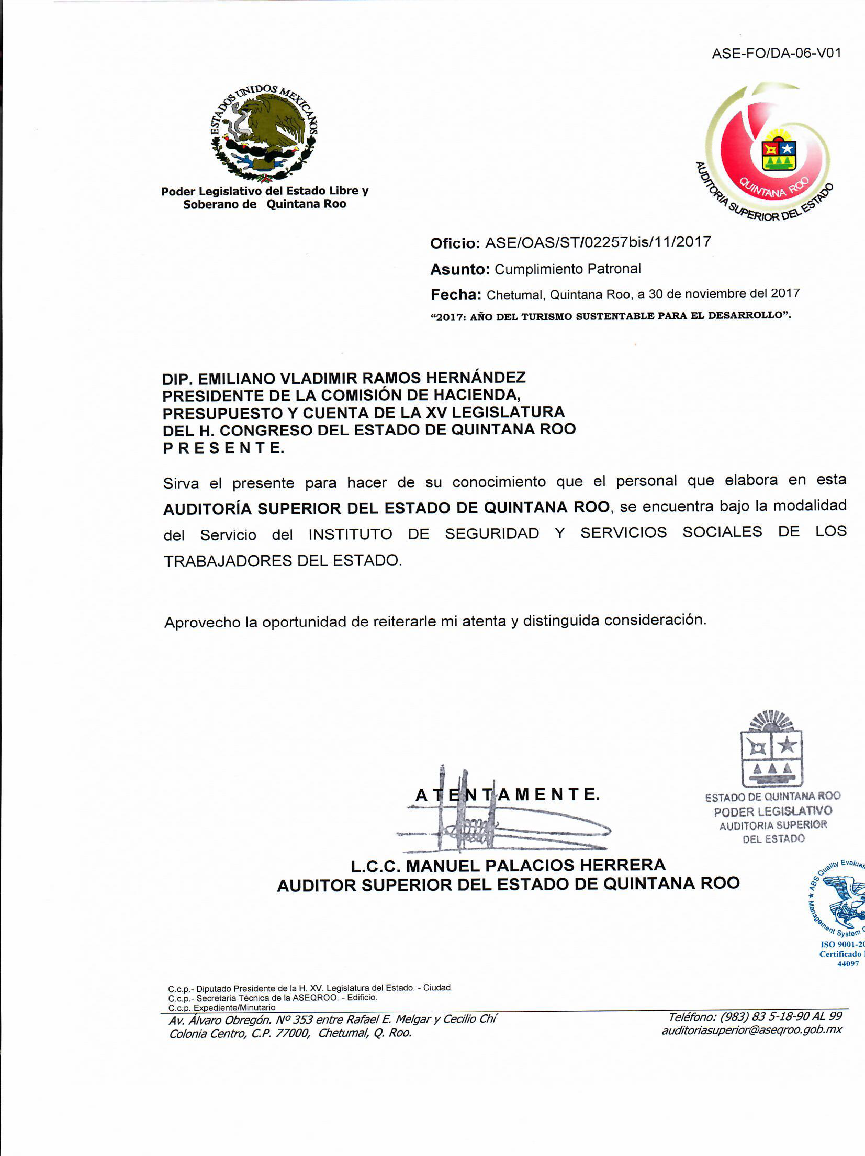 ASE-FO/DA-06-V01
ESTADOS UNIDOS MEXICANOS
Poder Legislativo del Estado Libre y
Soberano de Quintana Roo
QUINTANA ROO
AUDITORIA SUPERIOR DEL ESTADO
Oficio: ASE/OAS/ST/02257bis/11/2017
Asunto: Cumplimiento Patronal
Fecha: Chetumal, Quintana Roo, a 30 de noviembre del 2017
“2017: AÑO DEL TURISMO SUSTENTABLE PARA EL DESARROLLO”.
DIP. EMILIANO VLADIMIR RAMOS HERNÁNDEZ
PRESIDENTE DE LA COMISIÓN DE HACIENDA,
PRESUPUESTO Y CUENTA DE LA XV LEGISLATURA
DEL H. CONGRESO DEL ESTADO DE QUINTANA ROO
P R E S E N T E.
Sirva el presente para hacer de su conocimiento que el personal que elabora en esta
AUDITORÍA SUPERIOR DEL ESTADO DE QUINTANA ROO, se encuentra bajo la modalidad
del Servicio del INSTITUTO DE SEGURIDAD Y SERVICIOS SOCIALES DE LOS
TRABAJADORES DEL ESTADO.
Aprovecho la oportunidad de reiterarle mi atenta y distinguida consideración.
A T E N T A M E N T E.
ESTADO DE QUINTANA ROO
PODER LEGISLATIVO
AUDITORIA SUPERIOR
DEL ESTADO
L.C.C. MANUEL PALACIOS HERRERA
AUDITOR SUPERIOR DEL ESTADO DE QUINTANA ROO
ABS Quality
System
ISO 9001-20
Certificado
44097
C.c.p.- Diputado Presidente de la H. XV. Legislatura del Estado. - Ciudad
C.c.p.- Secretaria Técnica de la ASEQROO. - Edificio.
C.c.p. Expediente/Minutario
Av. Álvaro Obregón. Nº 353 entre Rafael E. Melgar y Cecilio Chí
Colonia Centro, C.P. 77000, Chetumal, Q. Roo.
Teléfono: (983) 83 5-18-90 AL 99
auditoriasuperior@aseqroo.gob.mx